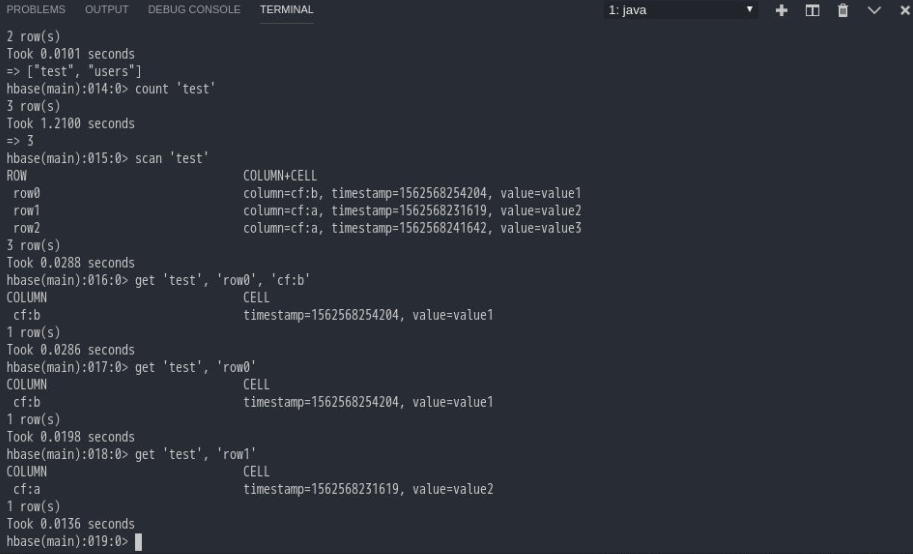 PROBLEMS OUTPUT DEBUG CONSOLE TERMINAL 1: java
2 row(s)
Took 0.0101 seconds
=> ["test", "users"]
hbase(main):014:0> count 'test'
3 row(s)
Took 1.2100 seconds
=> 3
hbase(main):015:0> scan 'test'
ROW COLUMN+CELL
row0 column=cf:b, timestamp=1562568254204, value=value1
row1 column=cf:a, timestamp=1562568231619, value=value2
row2 column=cf:a, timestamp=1562568241642, value=value3
3 row(s)
Took 0.0288 seconds
hbase(main):016:0> get 'test', 'row0', 'cf:b'
COLUMN CELL
cf:b timestamp=1562568254204, value=value1
1 row(s)
Took 0.0286 seconds
hbase(main):017:0> get 'test', 'row0'
COLUMN CELL
cf:b timestamp=1562568254204, value=value1
1 row(s)
Took 0.0198 seconds
hbase(main):018:0> get 'test', 'row1'
COLUMN CELL
cf:a timestamp=1562568231619, value=value2
1 row(s)
Took 0.0136 seconds
hbase(main):019:0>